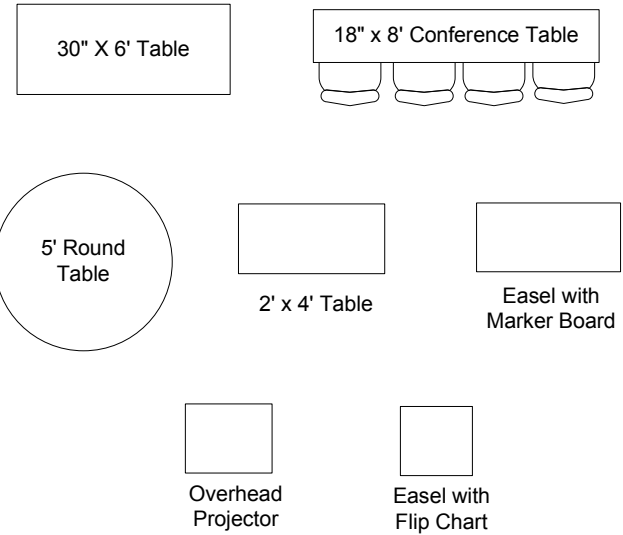 30" X 6' Table
18" x 8' Conference Table
5' Round
Table
2' x 4' Table
Easel with
Marker Board
Overhead
Projector
Easel with
Flip Chart